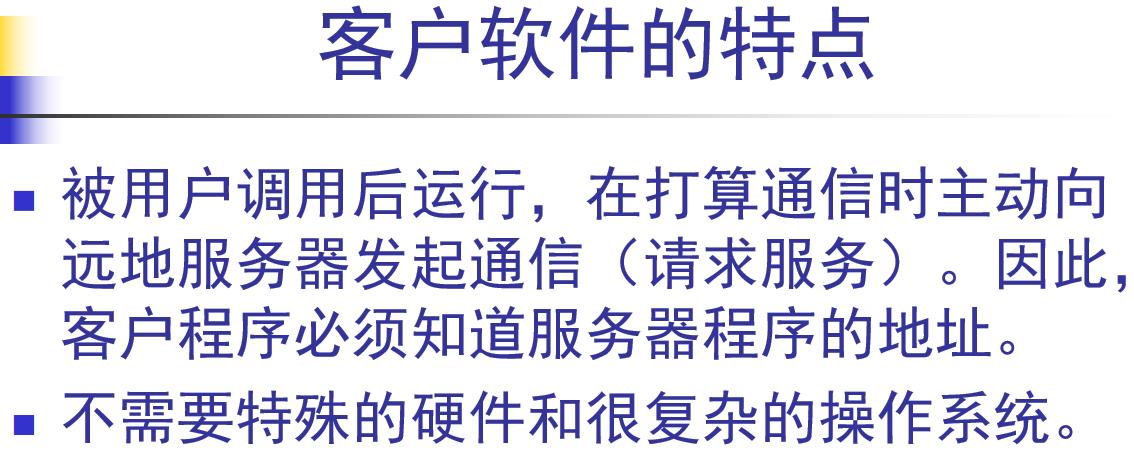 客户软件的特点
被用户调用后运行，在打算通信时主动向
远地服务器发起通信（请求服务）。因此，
客户程序必须知道服务器程序的地址。
不需要特殊的硬件和很复杂的操作系统。